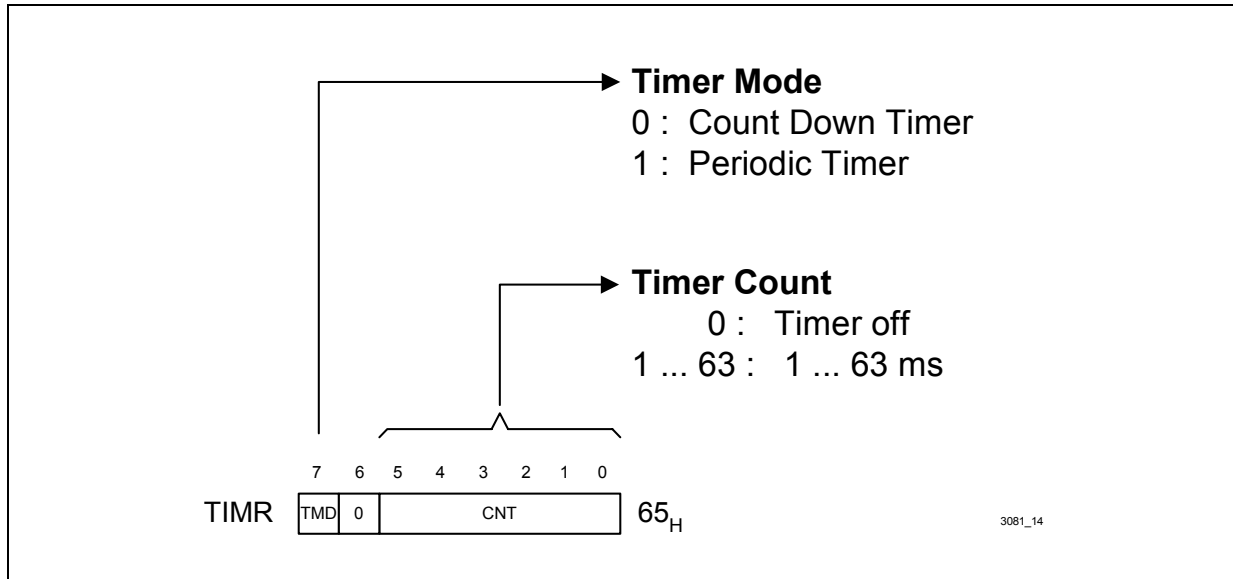 Timer Mode
0 : Count Down Timer
1 : Periodic Timer
Timer Count
0 : Timer off
1 ... 63 : 1 ... 63 ms
7 6 5 4 3 2 1 0
TIMR TMD 0 CNT 65H
3081_14